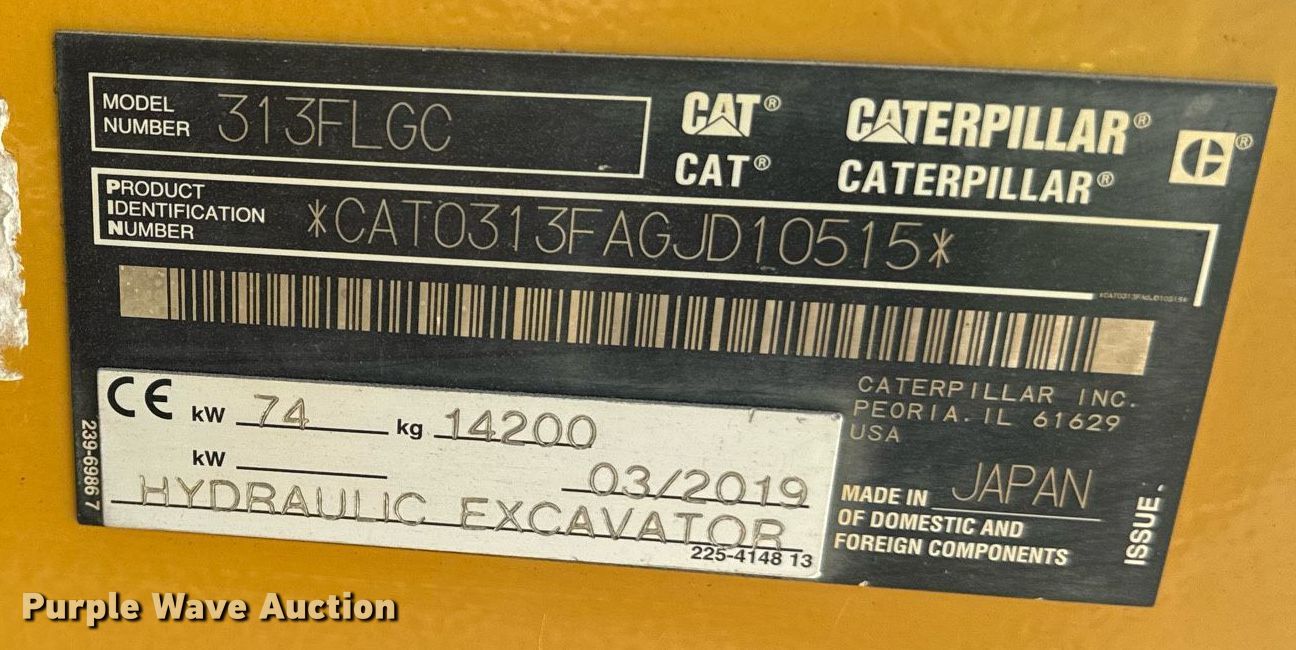 MODEL NUMBER 313FLGC
CAT® CATERPILLAR®
CAT® CATERPILLAR®
PRODUCT IDENTIFICATION NUMBER *CAT0313FAGJD10515*
*CAT0313FAGJD10515*
CE kW 74 kg 14200
kW
03/2019
HYDRAULIC EXCAVATOR
225-4148 13
239-6986 7
CATERPILLAR INC.
PEORIA. IL 61629
USA
MADE IN JAPAN
OF DOMESTIC AND
FOREIGN COMPONENTS
ISSUE.
Purple Wave Auction